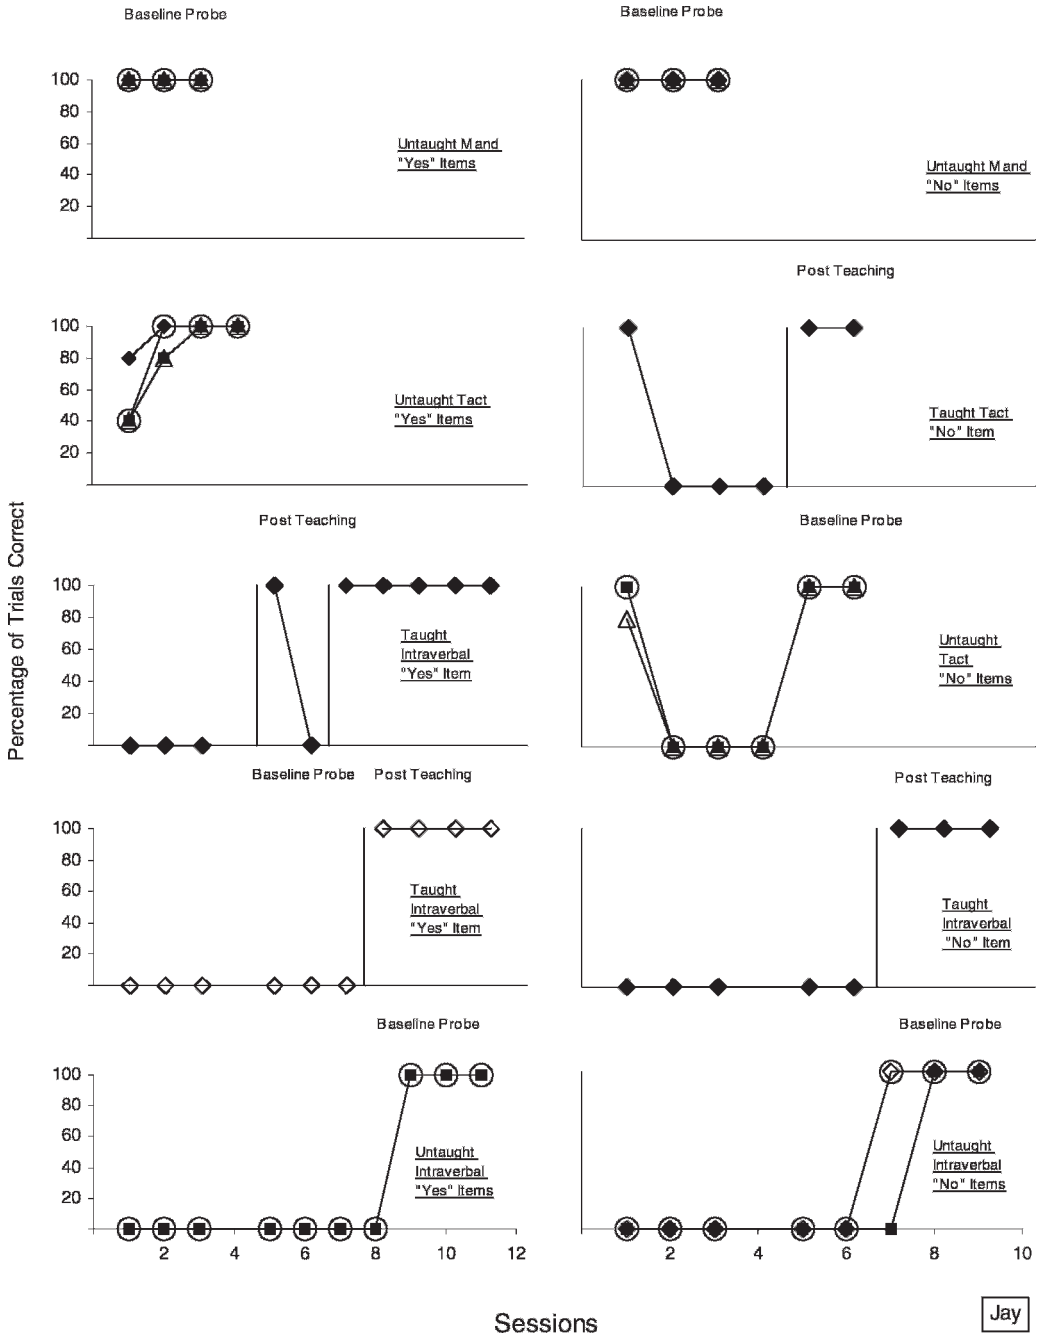 Baseline Probe
100
80
60
40
20
Untaught Mand
"Yes" Items
Baseline Probe
Untaught Mand
"No" Items
100
80
60
40
20
Untaught Tact
"Yes" Items
Post Teaching
Taught Tact
"No" Item
Post Teaching
100
80
60
40
20
Taught
Intraverbal
"Yes" Item
Baseline Probe
Untaught
Tact
"No" Items
Baseline Probe Post Teaching
100
80
60
40
20
Taught
Intraverbal
"Yes" Item
Post Teaching
Taught
Intraverbal
"No" Item
Baseline Probe
100
80
60
40
20
Untaught
Intraverbal
"Yes" Items
2 4 6 8 10 12
Baseline Probe
Untaught
Intraverbal
"No" Items
2 4 6 8 10
Percentage of Trials Correct
Sessions
Jay